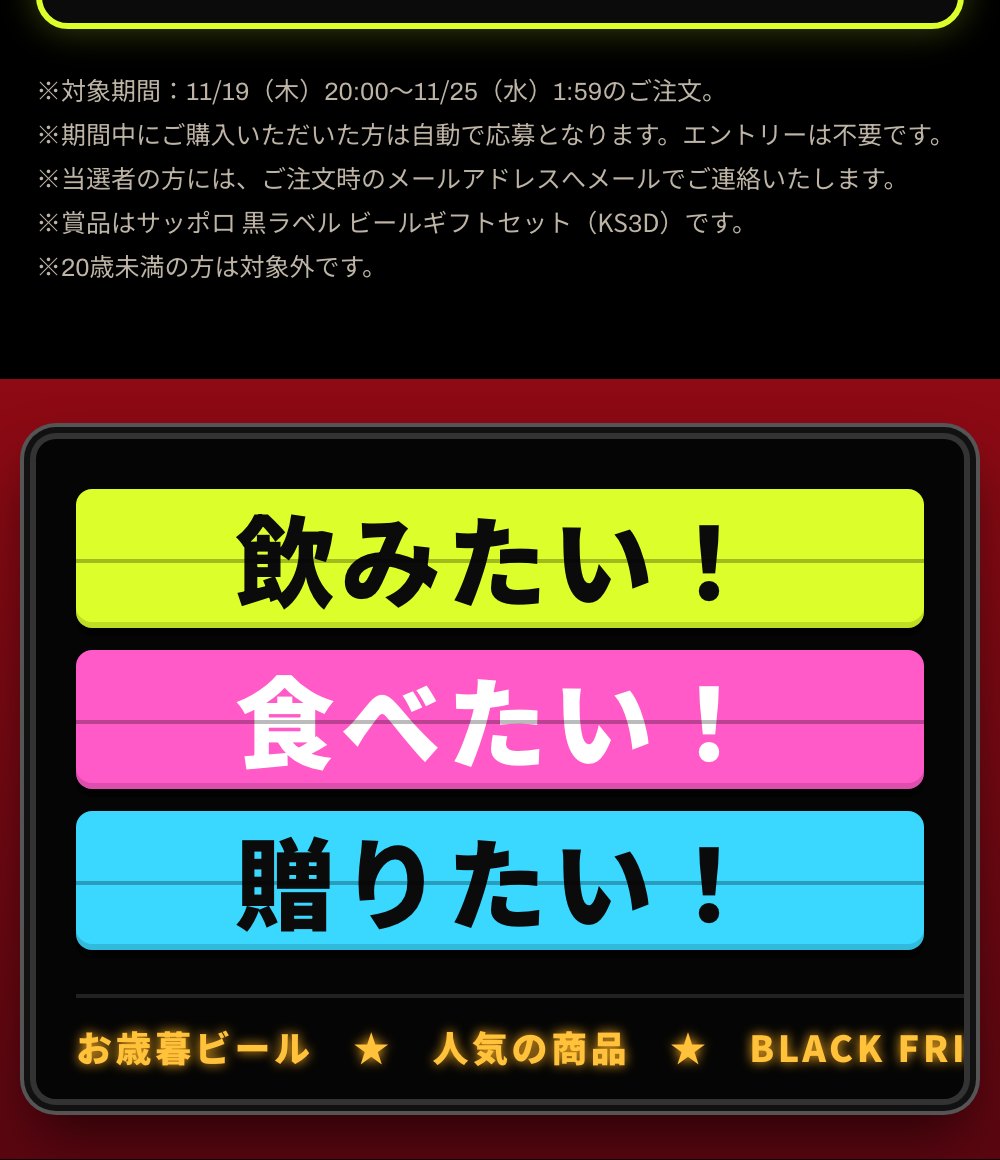 ※対象期間：11/19（木）20:00〜11/25（水）1:59のご注文。
※期間中にご購入いただいた方は自動で応募となります。エントリーは不要です。
※当選者の方には、ご注文時のメールアドレスへメールでご連絡いたします。
※賞品はサッポロ 黒ラベル ビールギフトセット（KS3D）です。
※20歳未満の方は対象外です。
飲みたい！
食べたい！
贈りたい！
お歳暮ビール ★ 人気の商品 ★ BLACK FRI